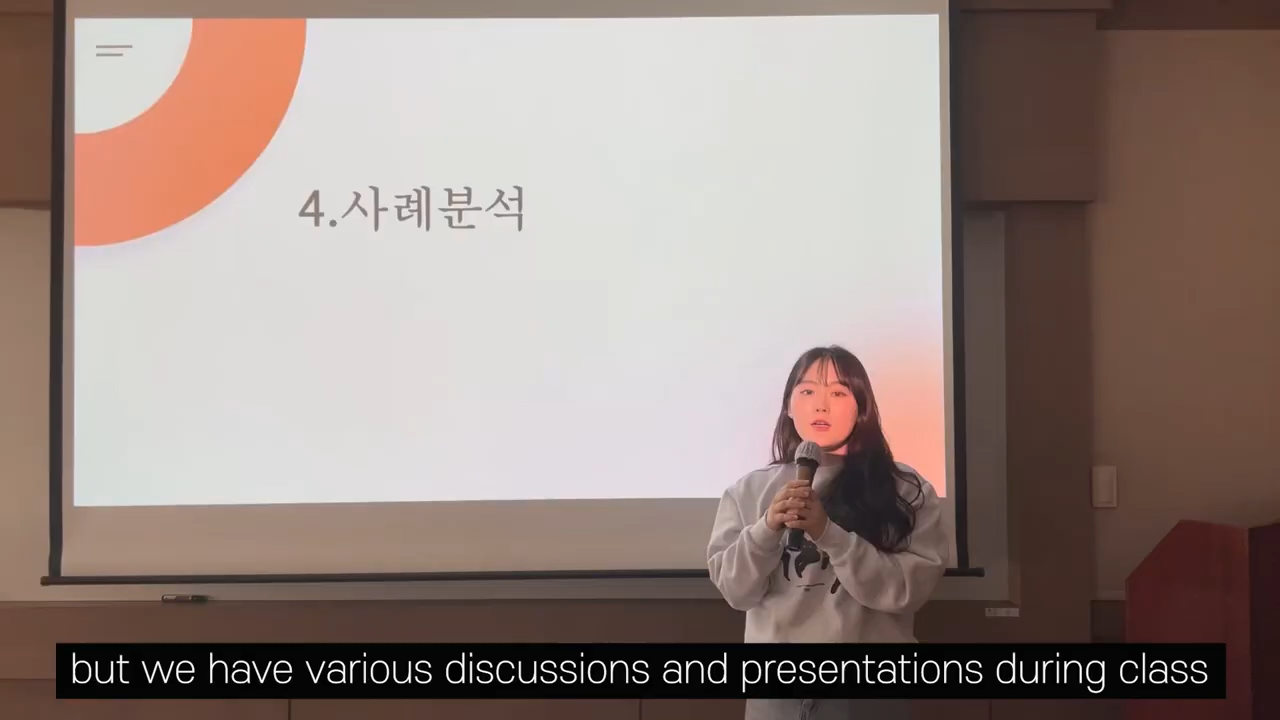 4.사례분석
but we have various discussions and presentations during class